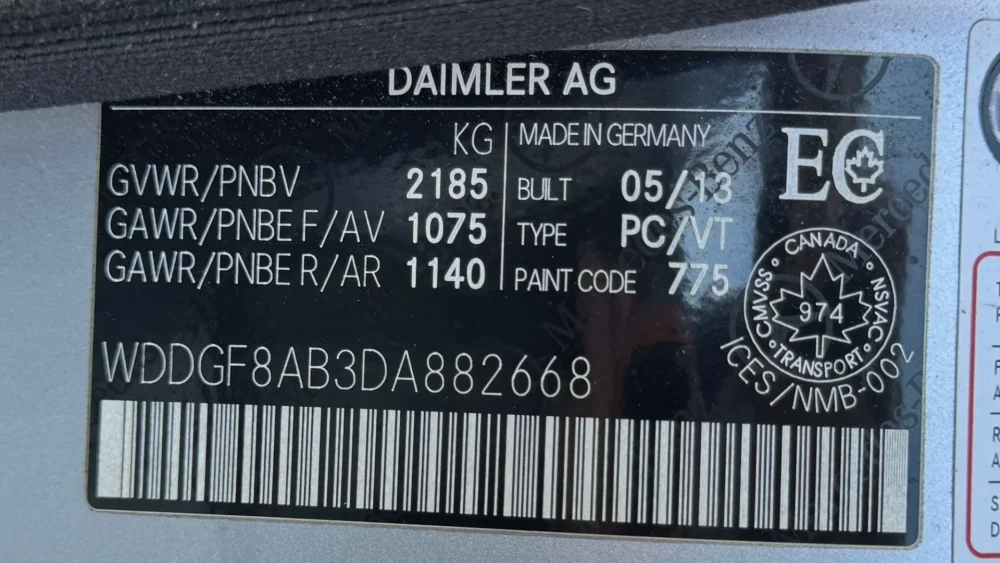 DAIMLER AG
KG
MADE IN GERMANY
GVWR/PNBV 2185
GAWR/PNBE F/AV 1075
GAWR/PNBE R/AR 1140
BUILT 05/13
TYPE PC/VT
PAINT CODE 775
EC
CANADA
CMVSS NSVAC
974
TRANSPORT
ICES/NMB-002
WDDGF8AB3DA882668